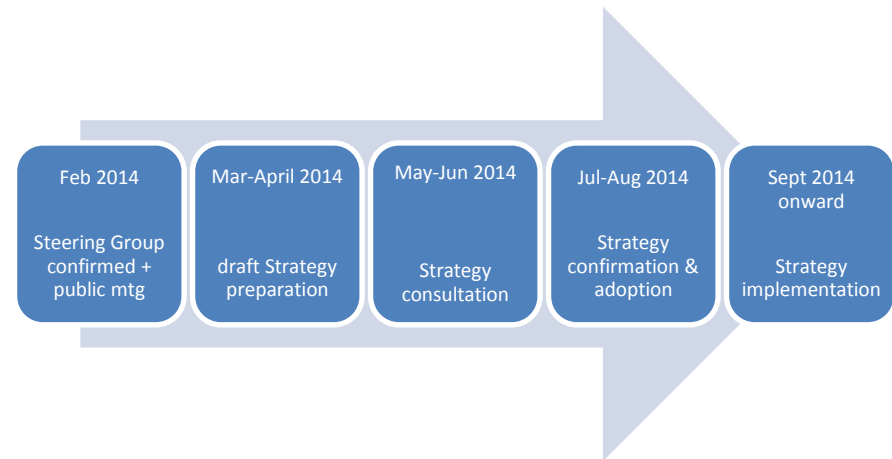 Feb 2014
Steering Group
confirmed +
public mtg
Mar-April 2014
draft Strategy
preparation
May-Jun 2014
Strategy
consultation
Jul-Aug 2014
Strategy
confirmation &
adoption
Sept 2014
onward
Strategy
implementation